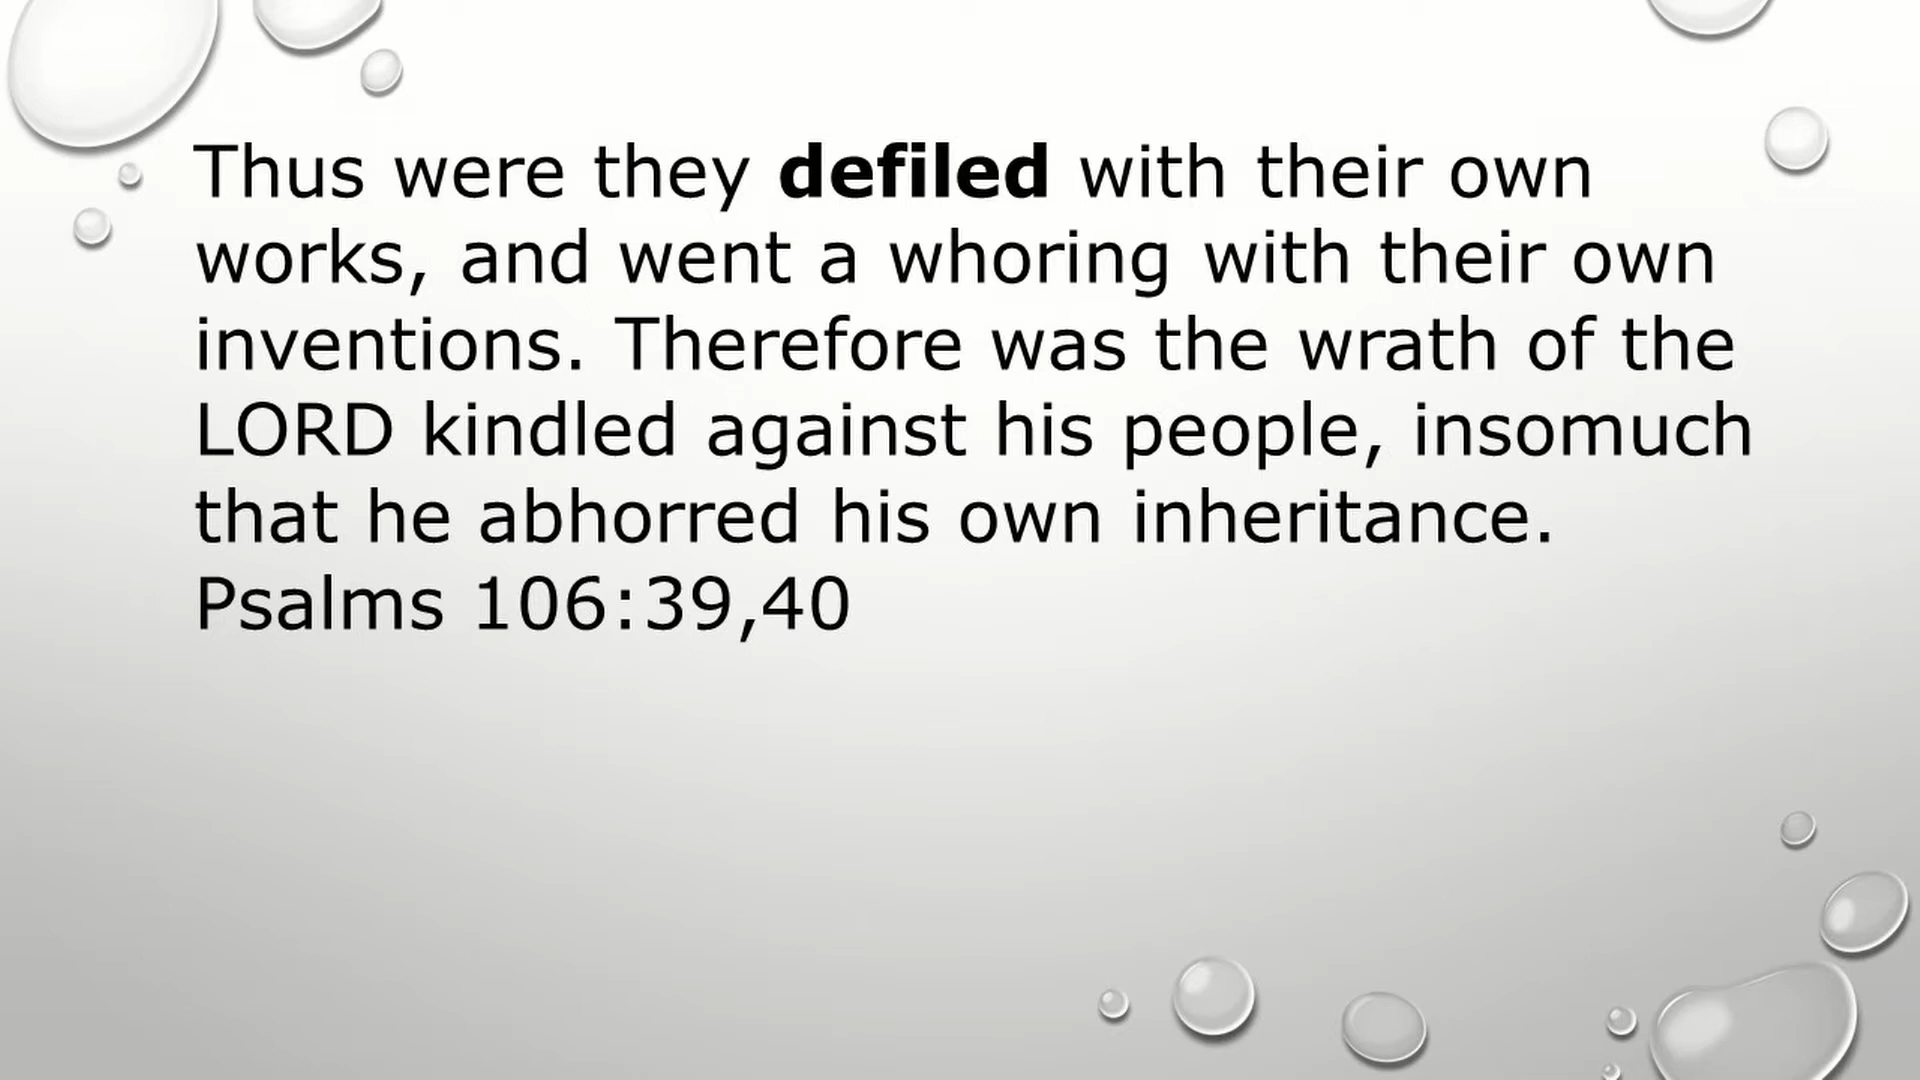 Thus were they defiled with their own
works, and went a whoring with their own
inventions. Therefore was the wrath of the
LORD kindled against his people, insomuch
that he abhorred his own inheritance.
Psalms 106:39,40